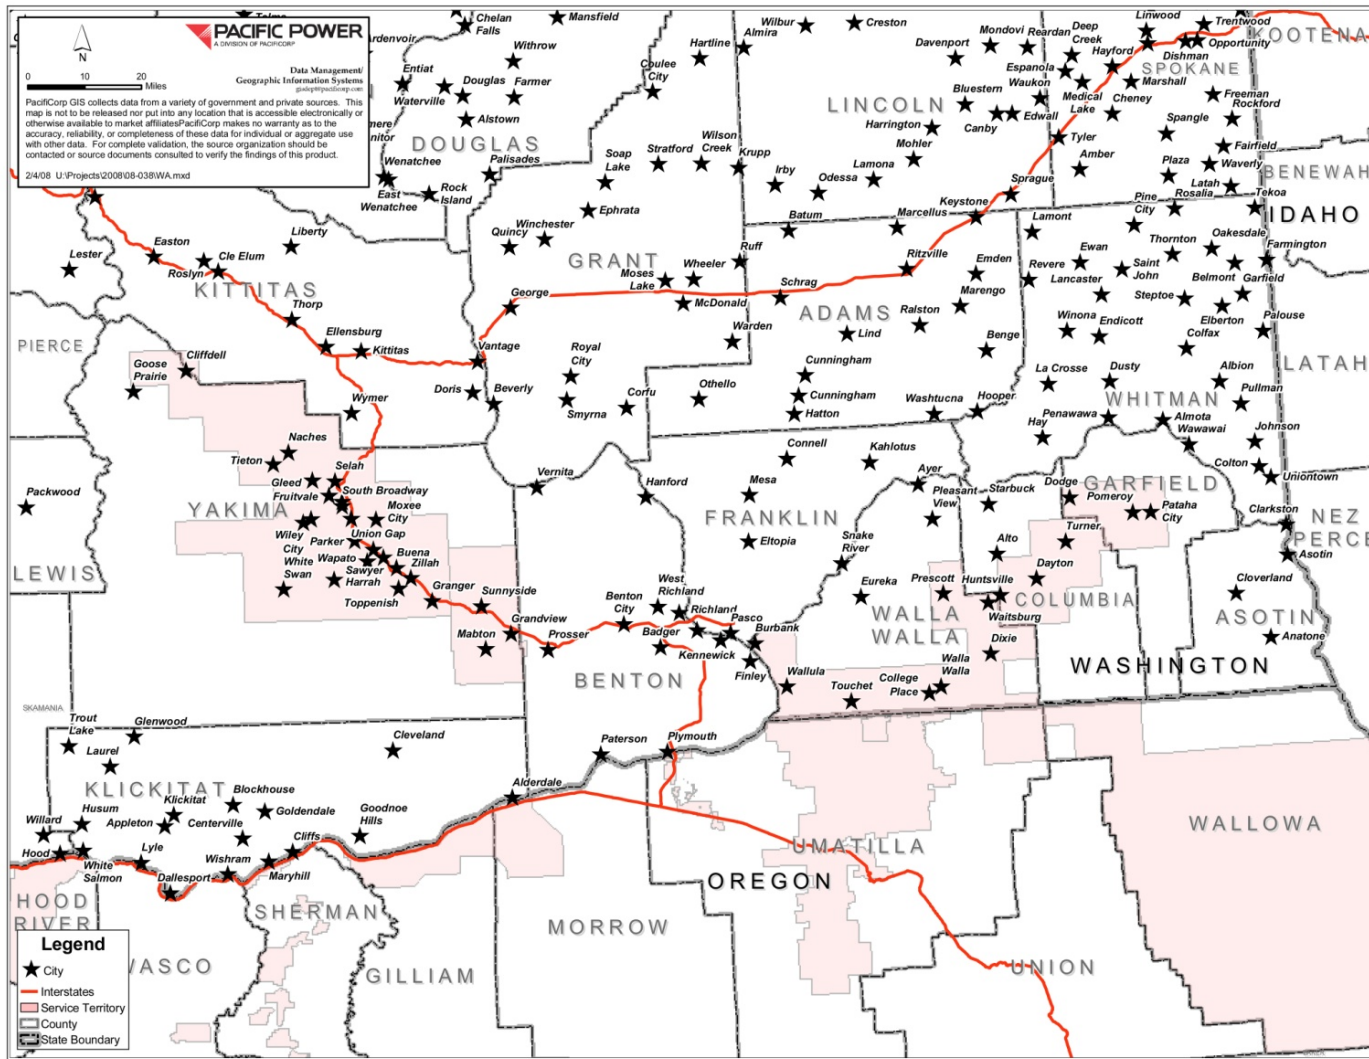 PACIFIC POWER
A DIVISION OF PACIFICORP
N
0 10 20
Miles
Data Management/
Geographic Information Systems
PacifiCorp GIS collects data from a variety of government and private sources. This
map is not to be released nor put into any location that is accessible electronically or
otherwise available to market affiliatesPacifiCorp makes no warranty as to the
accuracy, reliability, or completeness of these data for individual or aggregate use
with other data. For complete validation, the source organization should be
contacted or source documents consulted to verify the findings of this product.
2/4/08 U:\Projects\2008\08-038\WA.mxd
Chelan
Falls
Mansfield
Wilbur
Creston
Almira
Hartline
Mondovi
Reardan
Deep
Creek
Linwood
Trentwood
Hayford
Opportunity
Dishman
KOOTENA
Ardenvoir
Withrow
Entiat
Douglas
Farmer
Waterville
Alstown
Coulee
City
Davenport
Espanola
Waukon
SPOKANE
Marshall
Medical
Lake
Cheney
Freeman
Rockford
LINCOLN
Bluestern
Edwall
Canby
Harrington
Mohler
Tyler
Spangle
Fairfield
DOUGLAS
Wilson
Creek
Stratford
Krupp
Soap
Lake
Palisades
Wenatchee
East
Wenatchee
Rock
Island
Irby
Odessa
Lamona
Amber
Plaza
Waverly
BENEWAH
Sprague
Rosalia
Latah
Tekoa
IDAHO
Ephrata
Winchester
Quincy
Batum
Marcellus
Keystone
Lamont
Pine
City
Thornton
Oakesdale
Farmington
Lester
Easton
Roslyn
Cle Elum
Liberty
KITTITAS
GRANT
Ruff
Moses
Lake
Wheeler
McDonald
George
Schrag
Ritzville
Emden
Marengo
Revere
Ewan
Lancaster
Saint
John
Belmont
Garfield
Steptoe
Elberton
Thorp
ADAMS
Ralston
Lind
Benge
Winona
Endicott
Colfax
Palouse
PIERCE
Ellensburg
Kittitas
Vantage
Warden
Royal
City
Cunningham
Cliffdell
Goose
Prairie
Doris
Beverly
Smyrna
Corfu
Othello
Cunningham
Hatton
Washtucna
Hooper
La Crosse
Dusty
Albion
LATAH
WHITMAN
Pullman
Wymer
Penawawa
Hay
Almota
Wawawai
Johnson
Naches
Tieton
Selah
Gleed
Connell
Kahlotus
Colton
Uniontown
Vernita
Hanford
Mesa
Ayer
Packwood
Fruitvale
South Broadway
Moxee
City
YAKIMA
Wiley
City
Union Gap
Parker
FRANKLIN
Eltopia
Pleasant
View
Starbuck
Dodge
GARFIELD
Pomeroy
Pataha
City
Clarkston
NEZ
PERCE
Asotin
Turner
Alto
Snake
River
LEWIS
White
Swan
Wapato
Sawyer
Harrah
Buena
Zillah
Toppenish
Granger
Sunnyside
Eureka
Prescott
Huntsville
Dayton
COLUMBIA
Waitsburg
Cloverland
ASOTIN
Anatone
West
Richland
Benton
City
Richland
Pasco
Burbank
WALLA
WALLA
Dixie
Grandview
Mabton
Prosser
Badger
Kennewick
Finley
BENTON
Wallula
Touchet
College
Place
Walla
Walla
WASHINGTON
SKAMANIA
Trout
Lake
Glenwood
Laurel
Cleveland
Paterson
Plymouth
KLICKITAT
Alderdale
Willard
Husum
Klickitat
Appleton
Blockhouse
Goldendale
Centerville
Goodnoe
Hills
Cliffs
Hood
White
Salmon
Lyle
Dallesport
Wishram
Maryhill
WALLOWA
UMATILLA
OREGON
HOOD
RIVER
SHERMAN
MORROW
WASCO
GILLIAM
UNION
Legend
City
Interstates
Service Territory
County
State Boundary